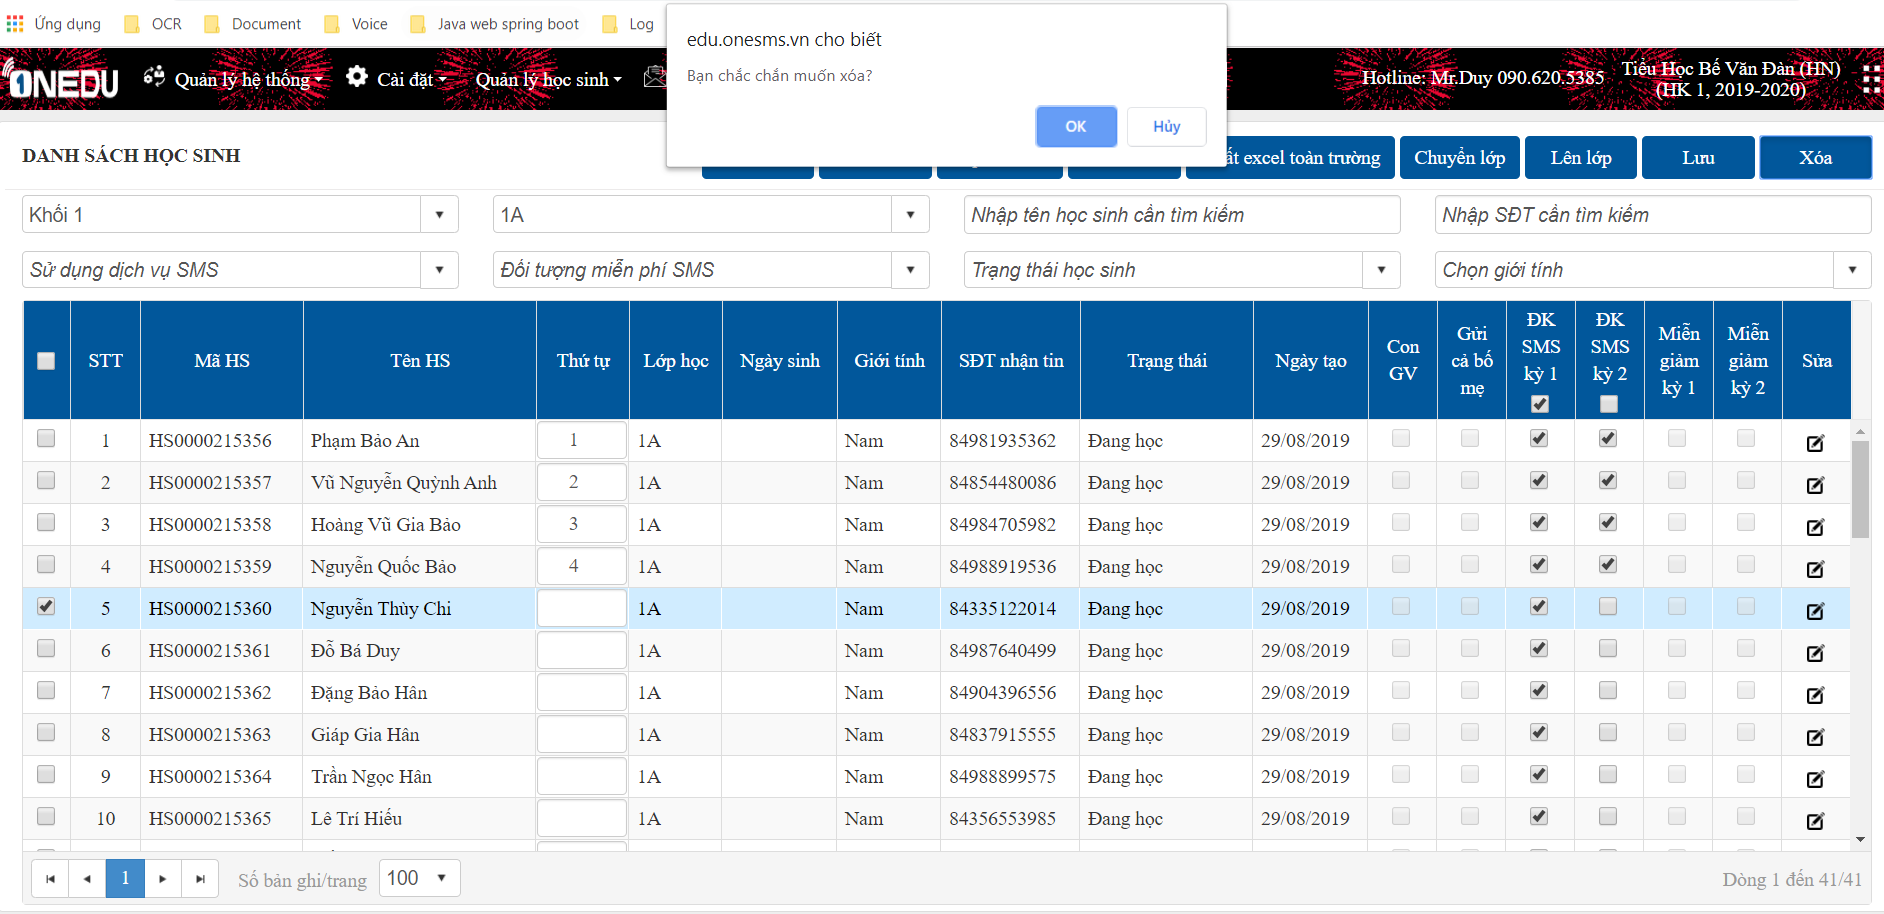 Ứng dụng OCR Document Voice Java web spring boot Log
edu.onesms.vn cho biết
Bạn chắc chắn muốn xóa?
OK Hủy
ONEDU Quản lý hệ thống Cài đặt Quản lý học sinh Hotline: Mr.Duy 090.620.5385 Tiểu Học Bế Văn Đàn (HN)
(HK 1, 2019-2020)
DANH SÁCH HỌC SINH excel toàn trường Chuyển lớp Lên lớp Lưu Xóa
Khối 1 1A Nhập tên học sinh cần tìm kiếm Nhập SĐT cần tìm kiếm
Sử dụng dịch vụ SMS Đối tượng miễn phí SMS Trạng thái học sinh Chọn giới tính
STT Mã HS Tên HS Thứ tự Lớp học Ngày sinh Giới tính SĐT nhận tin Trạng thái Ngày tạo Con GV Gửi cả bố mẹ ĐK SMS kỳ 1 ĐK SMS kỳ 2 Miễn giảm kỳ 1 Miễn giảm kỳ 2 Sửa
1 HS0000215356 Phạm Bảo An 1 1A Nam 84981935362 Đang học 29/08/2019
2 HS0000215357 Vũ Nguyễn Quỳnh Anh 2 1A Nam 84854480086 Đang học 29/08/2019
3 HS0000215358 Hoàng Vũ Gia Bảo 3 1A Nam 84984705982 Đang học 29/08/2019
4 HS0000215359 Nguyễn Quốc Bảo 4 1A Nam 84988919536 Đang học 29/08/2019
5 HS0000215360 Nguyễn Thùy Chi 1A Nam 84335122014 Đang học 29/08/2019
6 HS0000215361 Đỗ Bá Duy 1A Nam 84987640499 Đang học 29/08/2019
7 HS0000215362 Đặng Bảo Hân 1A Nam 84904396556 Đang học 29/08/2019
8 HS0000215363 Giáp Gia Hân 1A Nam 84837915555 Đang học 29/08/2019
9 HS0000215364 Trần Ngọc Hân 1A Nam 84988899575 Đang học 29/08/2019
10 HS0000215365 Lê Trí Hiếu 1A Nam 84356553985 Đang học 29/08/2019
1 Số bản ghi/trang 100 Dòng 1 đến 41/41